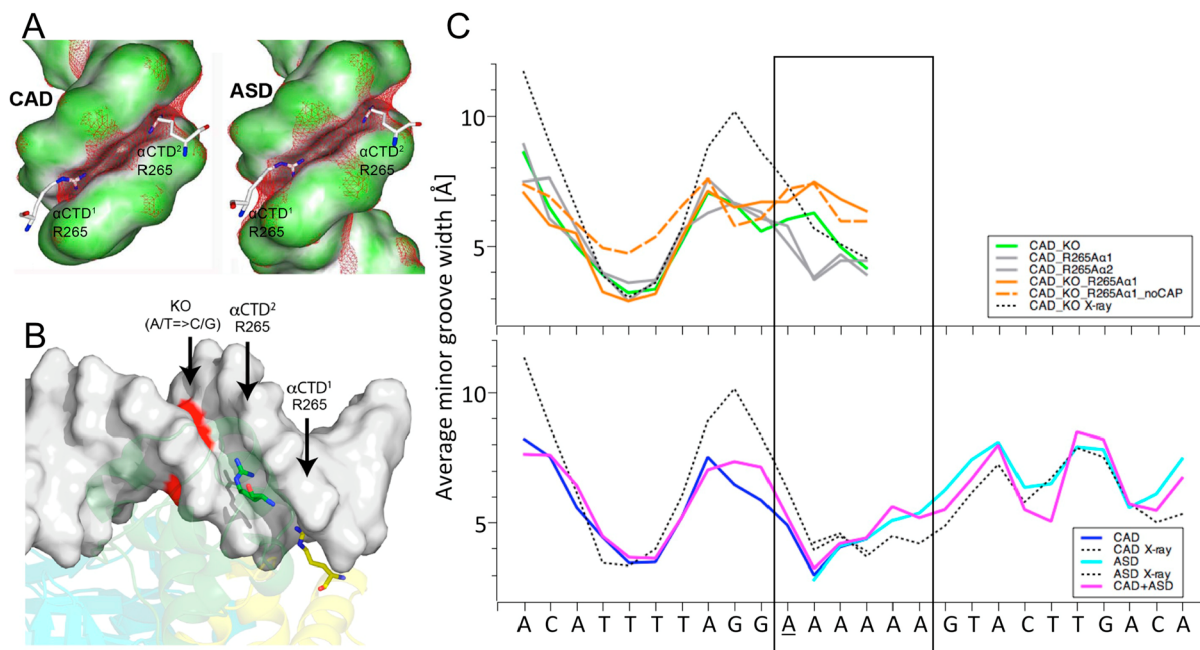 A
CAD
αCTD²
R265
αCTD¹
R265
ASD
αCTD²
R265
αCTD¹
R265
B
KO
(A/T=>C/G)
αCTD²
R265
αCTD¹
R265
C
Average minor groove width [Å]
10
5
CAD_KO
CAD_R265Aα1
CAD_R265Aα2
CAD_KO_R265Aα1
CAD_KO_R265Aα1_noCAP
CAD_KO X-ray
10
5
CAD
CAD X-ray
ASD
ASD X-ray
CAD+ASD
A C A T T T T A G G A A A A A A G T A C T T G A C A